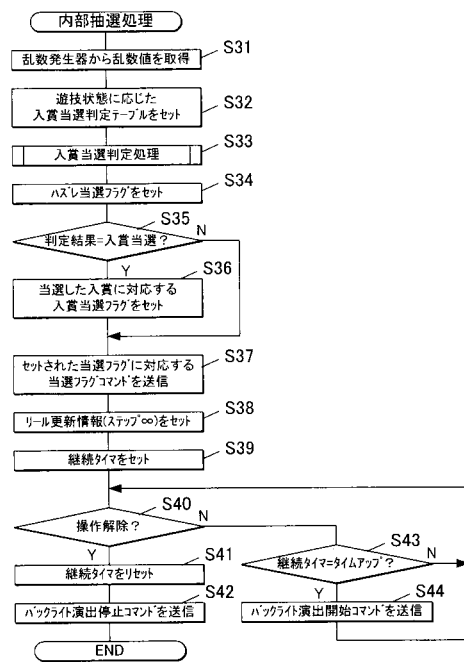 内部抽選処理
S31
乱数発生器から乱数値を取得
S32
遊技状態に応じた
入賞当選判定テーブルをセット
S33
入賞当選判定処理
S34
ハズレ当選フラグをセット
S35
判定結果=入賞当選?
N
Y
S36
当選した入賞に対応する
入賞当選フラグをセット
S37
セットされた当選フラグに対応する
当選フラグコマンドを送信
S38
リール更新情報(ステップ∞)をセット
S39
継続タイマをセット
S40
操作解除?
N
Y
S41
継続タイマをリセット
S42
バックライト演出停止コマンドを送信
END
S43
継続タイマ=タイムアップ?
N
Y
S44
バックライト演出開始コマンドを送信